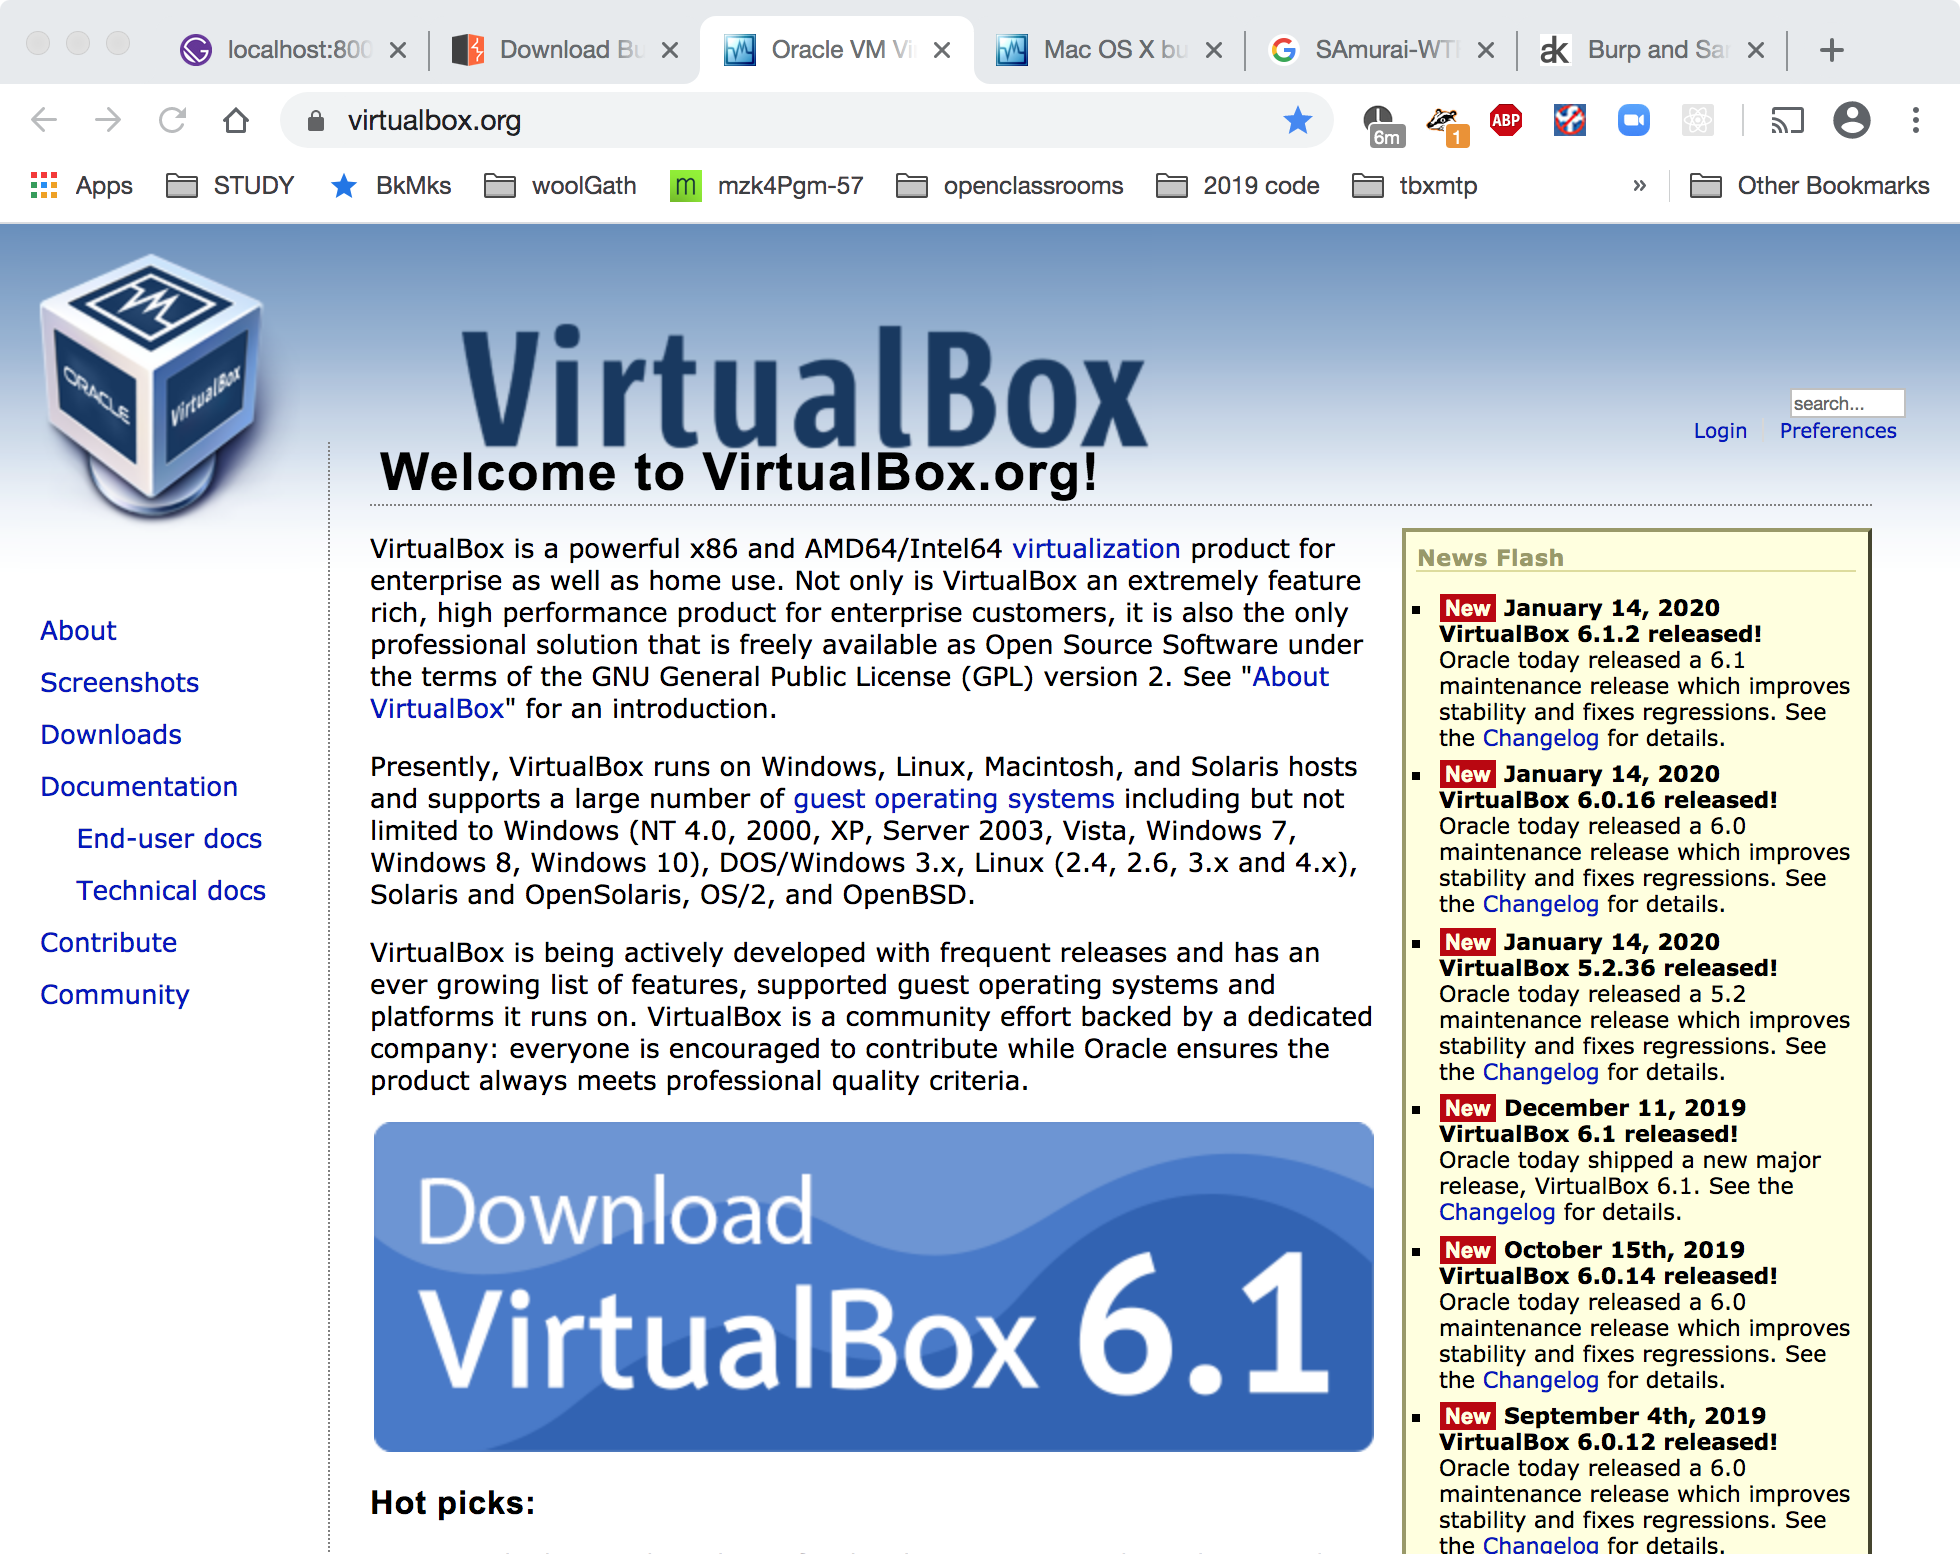 localhost:800
Download Bu
Oracle VM Vi
Mac OS X bu
SAmurai-WTF
Burp and Sa
virtualbox.org
6m
1
ABP
Apps
STUDY
BkMks
woolGath
m
mzk4Pgm-57
openclassrooms
2019 code
tbxmtp
»
Other Bookmarks
ORACLE
VirtualBox
VirtualBox
search...
Login
Preferences
Welcome to VirtualBox.org!
About
Screenshots
Downloads
Documentation
End-user docs
Technical docs
Contribute
Community
VirtualBox is a powerful x86 and AMD64/Intel64 virtualization product for
enterprise as well as home use. Not only is VirtualBox an extremely feature
rich, high performance product for enterprise customers, it is also the only
professional solution that is freely available as Open Source Software under
the terms of the GNU General Public License (GPL) version 2. See "About
VirtualBox" for an introduction.
Presently, VirtualBox runs on Windows, Linux, Macintosh, and Solaris hosts
and supports a large number of guest operating systems including but not
limited to Windows (NT 4.0, 2000, XP, Server 2003, Vista, Windows 7,
Windows 8, Windows 10), DOS/Windows 3.x, Linux (2.4, 2.6, 3.x and 4.x),
Solaris and OpenSolaris, OS/2, and OpenBSD.
VirtualBox is being actively developed with frequent releases and has an
ever growing list of features, supported guest operating systems and
platforms it runs on. VirtualBox is a community effort backed by a dedicated
company: everyone is encouraged to contribute while Oracle ensures the
product always meets professional quality criteria.
Download
VirtualBox 6.1
Hot picks:
News Flash
New January 14, 2020
VirtualBox 6.1.2 released!
Oracle today released a 6.1
maintenance release which improves
stability and fixes regressions. See
the Changelog for details.
New January 14, 2020
VirtualBox 6.0.16 released!
Oracle today released a 6.0
maintenance release which improves
stability and fixes regressions. See
the Changelog for details.
New January 14, 2020
VirtualBox 5.2.36 released!
Oracle today released a 5.2
maintenance release which improves
stability and fixes regressions. See
the Changelog for details.
New December 11, 2019
VirtualBox 6.1 released!
Oracle today shipped a new major
release, VirtualBox 6.1. See the
Changelog for details.
New October 15th, 2019
VirtualBox 6.0.14 released!
Oracle today released a 6.0
maintenance release which improves
stability and fixes regressions. See
the Changelog for details.
New September 4th, 2019
VirtualBox 6.0.12 released!
Oracle today released a 6.0
maintenance release which improves
stability and fixes regressions. See
the Changelog for details.